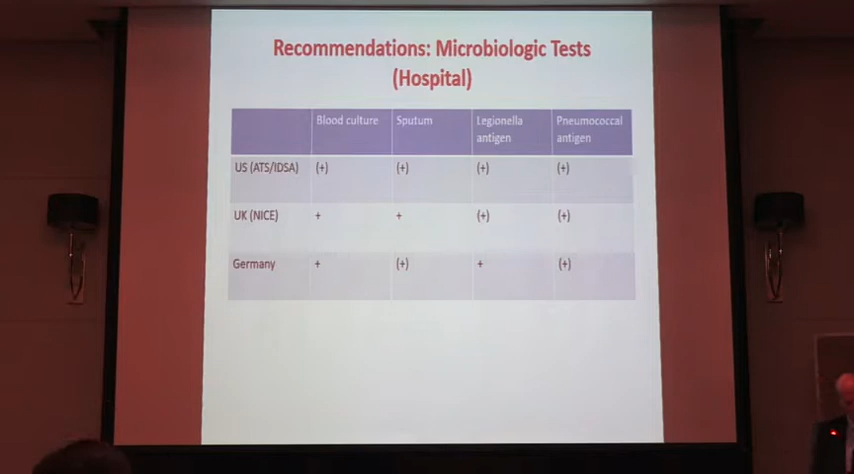 Recommendations: Microbiologic Tests
(Hospital)
Blood culture Sputum Legionella antigen Pneumococcal antigen
US (ATS/IDSA) (+) (+) (+) (+)
UK (NICE) + + (+) (+)
Germany + (+) + (+)